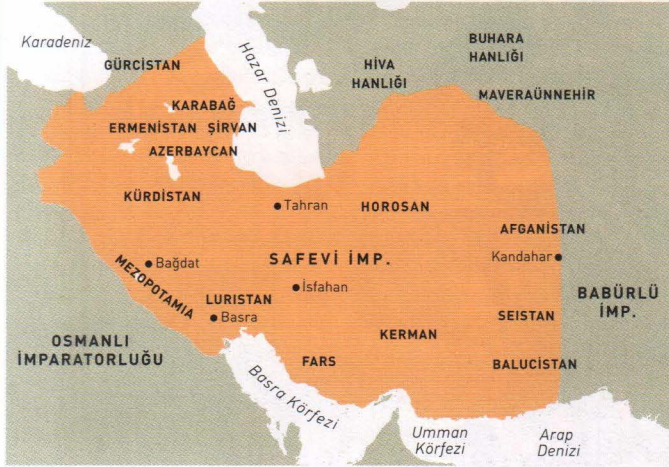 Karadeniz
GÜRCİSTAN
Hazar Denizi
HİVA
HANLIĞI
BUHARA
HANLIĞI
MAVERAÜNNEHİR
KARABAĞ
ERMENİSTAN ŞİRVAN
AZERBAYCAN
KÜRDİSTAN
Tahran
HOROSAN
AFGANİSTAN
Kandahar
Bağdat
SAFEVİ İMP.
MEZOPOTAMIA
LURISTAN
İsfahan
BABÜRLÜ
İMP.
Basra
SEISTAN
OSMANLI
İMPARATORLUĞU
KERMAN
FARS
BALUCİSTAN
Basra Körfezi
Umman
Körfezi
Arap
Denizi